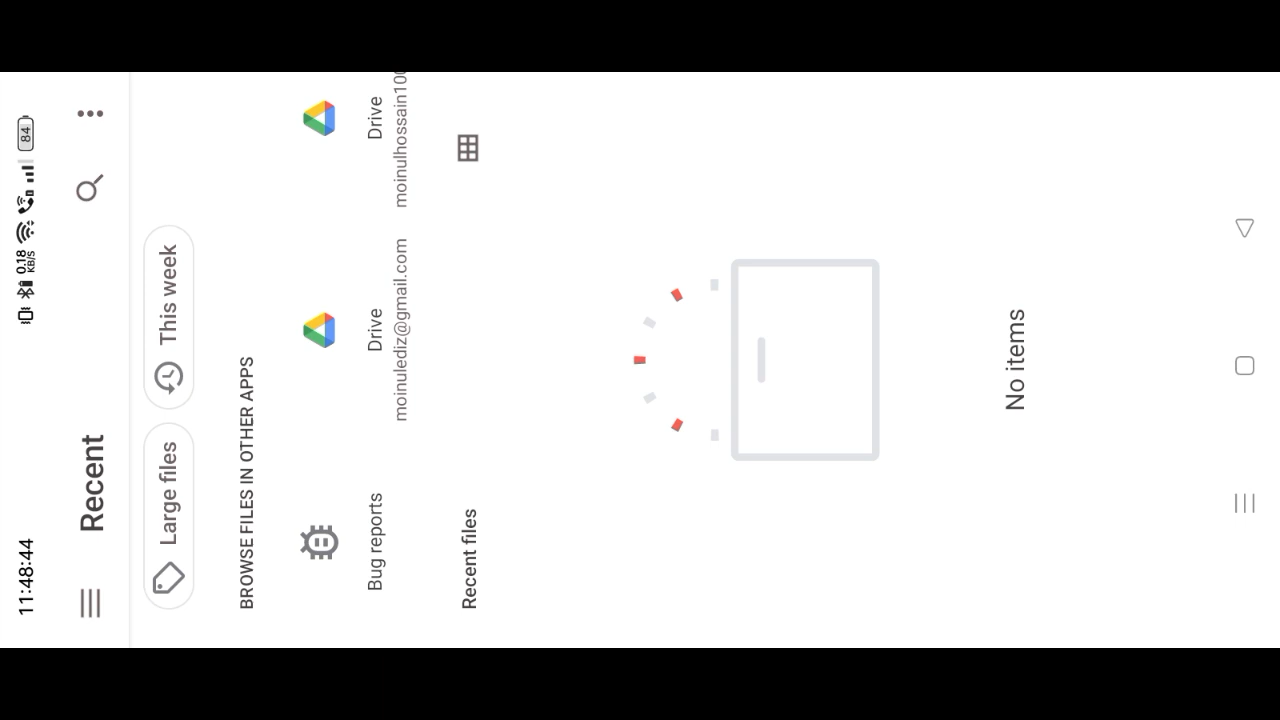 11:48:44
0.18
KB/S
84
Recent
Large files
This week
BROWSE FILES IN OTHER APPS
Bug reports
Drive
moinulediz@gmail.com
Drive
moinulhossain100
Recent files
No items